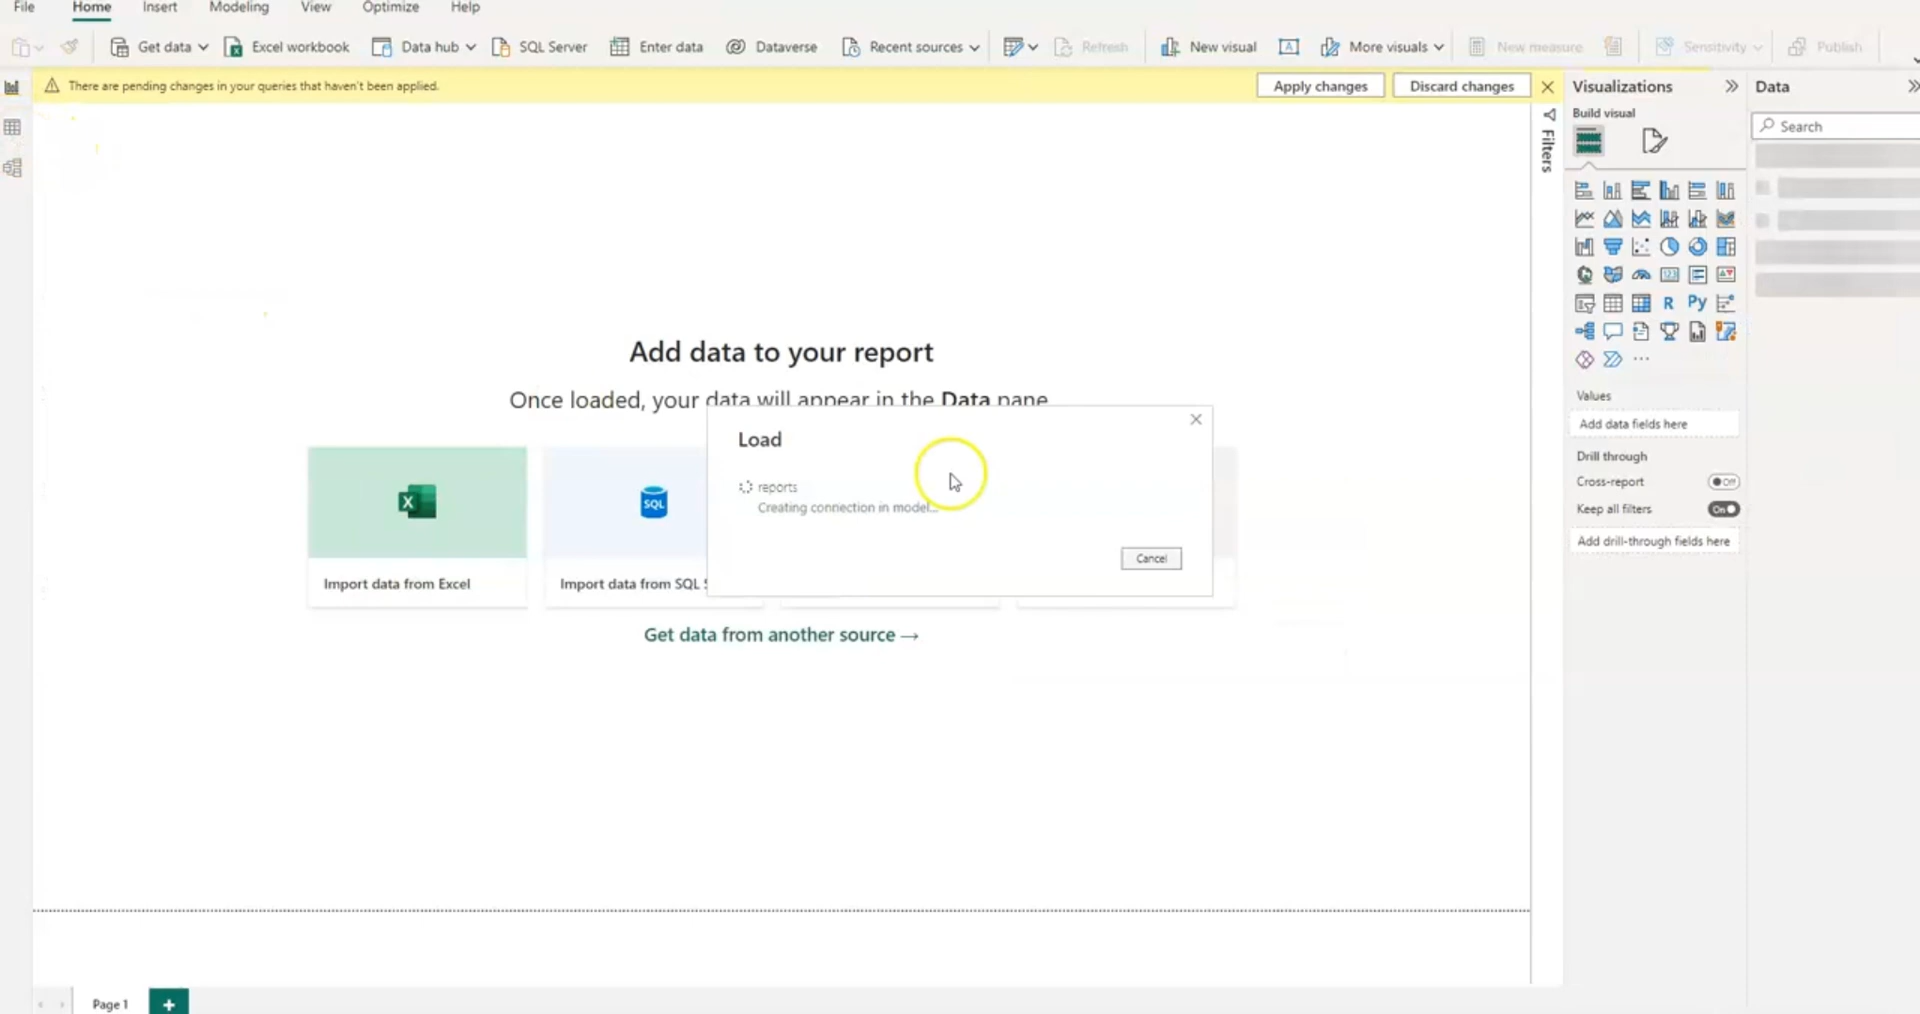 File Home Insert Modeling View Optimize Help
Get data Excel workbook Data hub SQL Server Enter data Dataverse Recent sources Refresh New visual More visuals New measure Sensitivity Publish
There are pending changes in your queries that haven't been applied. Apply changes Discard changes
Visualizations
Data
Build visual
Search
Filters
R Py
Add data to your report
Once loaded, your data will appear in the Data pane
Load
reports
Creating connection in model...
Cancel
X
SQL
Import data from Excel
Import data from SQL
Get data from another source →
Values
Add data fields here
Drill through
Cross-report Off
Keep all filters On
Add drill-through fields here
Page 1